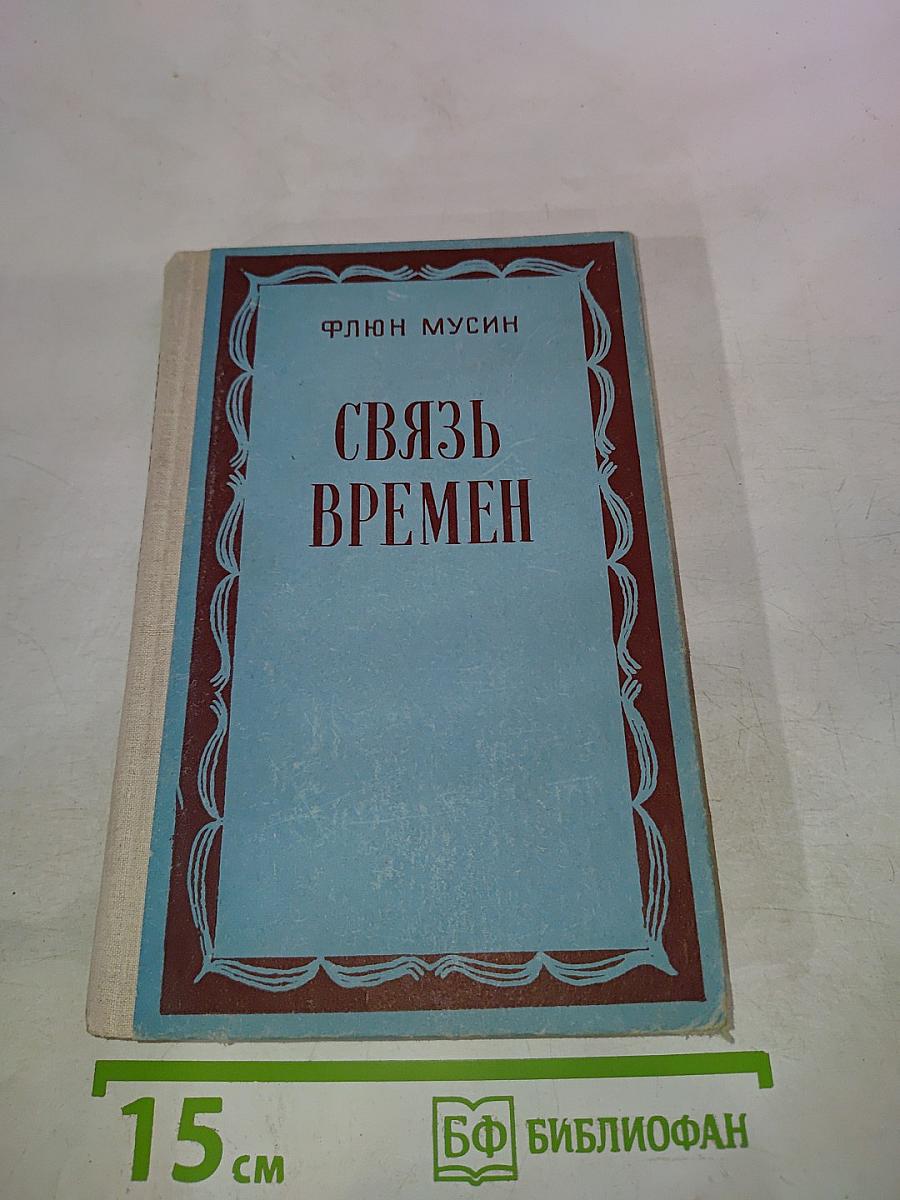 ФЛЮН МУСИН
СВЯЗЬ
ВРЕМЕН
15 см
БФ БИБЛИОФАН